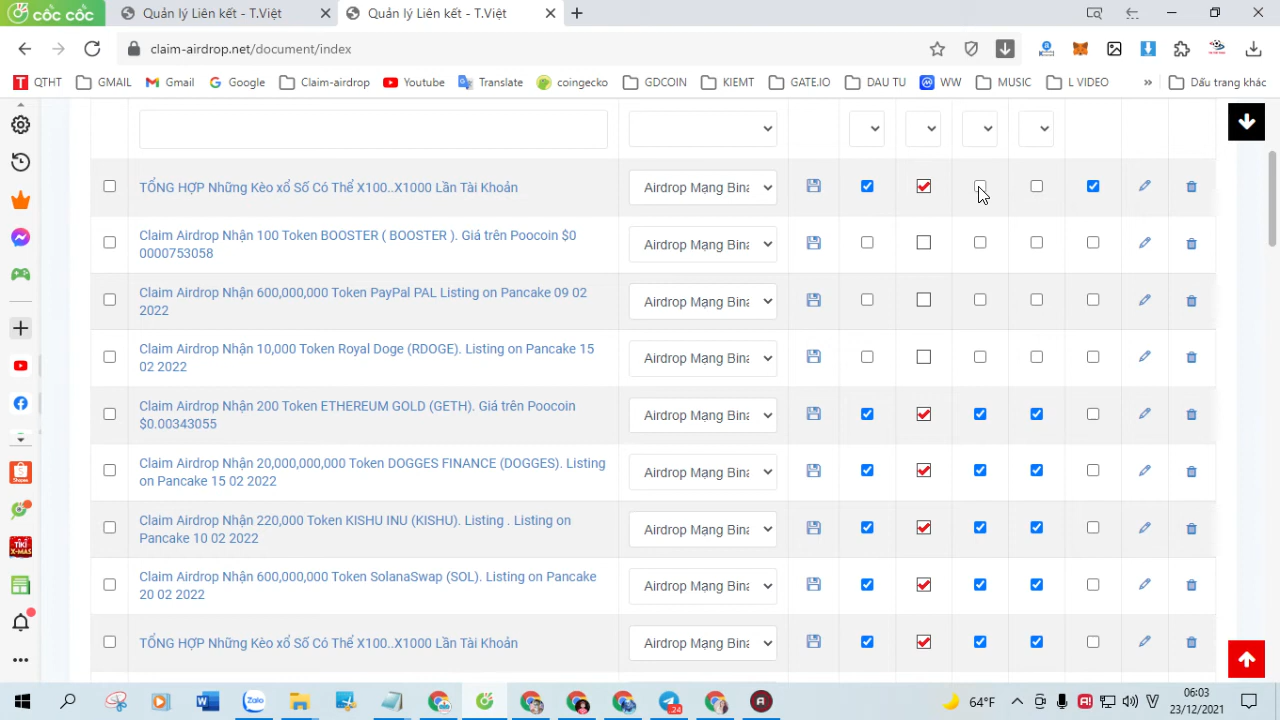 cốc cốc
Quản lý liên kết - T.Việt
Quản lý liên kết - T.Việt
claim-airdrop.net/document/index
QTHT GMAIL Gmail Google Claim-airdrop Youtube Translate coingecko GDCOIN KIEMT GATE.IO DAU TU WW MUSIC L VIDEO » Dấu trang khác
TỔNG HỢP Những Kèo xổ Số Có Thể X100..X1000 Lần Tài Khoản
Airdrop Mạng Bina
Claim Airdrop Nhận 100 Token BOOSTER ( BOOSTER ). Giá trên Poocoin $0
0000753058
Airdrop Mạng Bina
Claim Airdrop Nhận 600,000,000 Token PayPal PAL Listing on Pancake 09 02
2022
Airdrop Mạng Bina
Claim Airdrop Nhận 10,000 Token Royal Doge (RDOGE). Listing on Pancake 15
02 2022
Airdrop Mạng Bina
Claim Airdrop Nhận 200 Token ETHEREUM GOLD (GETH). Giá trên Poocoin
$0.00343055
Airdrop Mạng Bina
Claim Airdrop Nhận 20,000,000,000 Token DOGGES FINANCE (DOGGES). Listing
on Pancake 15 02 2022
Airdrop Mạng Bina
Claim Airdrop Nhận 220,000 Token KISHU INU (KISHU). Listing . Listing on
Pancake 10 02 2022
Airdrop Mạng Bina
Claim Airdrop Nhận 600,000,000 Token SolanaSwap (SOL). Listing on Pancake
20 02 2022
Airdrop Mạng Bina
TỔNG HỢP Những Kèo xổ Số Có Thể X100..X1000 Lần Tài Khoản
Airdrop Mạng Bina
Zalo
24
64°F
06:03
23/12/2021